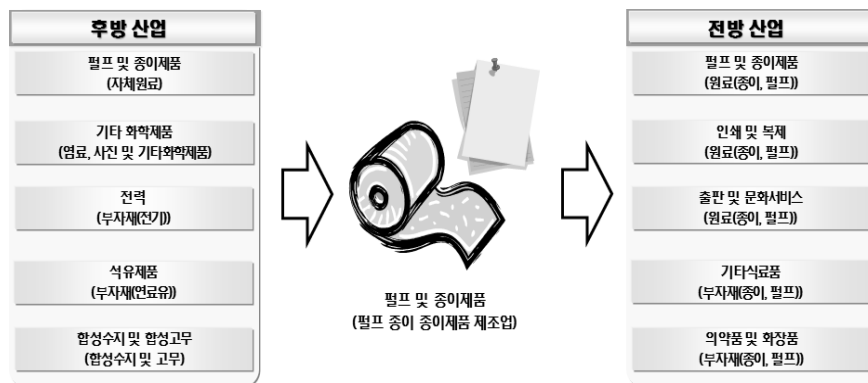 후방 산업
펄프 및 종이제품
(자체원료)
기타 화학제품
(염료, 사진 및 기타화학제품)
전력
(부자재(전기))
석유제품
(부자재(연료유))
합성수지 및 합성고무
(합성수지 및 고무)
펄프 및 종이제품
(펄프 종이 종이제품 제조업)
전방 산업
펄프 및 종이제품
(원료(종이, 펄프))
인쇄 및 복제
(원료(종이, 펄프))
출판 및 문화서비스
(원료(종이, 펄프))
기타식료품
(부자재(종이, 펄프))
의약품 및 화장품
(부자재(종이, 펄프))